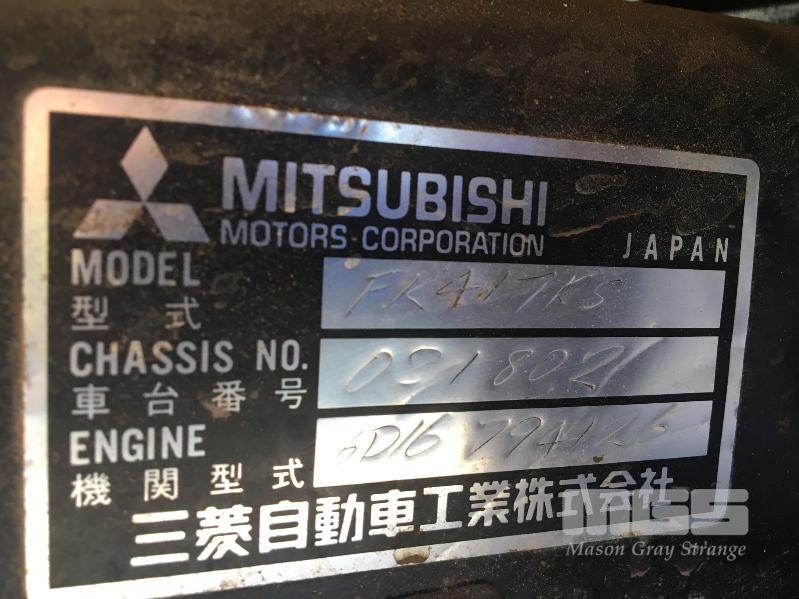 MITSUBISHI
MOTORS CORPORATION JAPAN
MODEL
型式
CHASSIS NO.
車台番号
ENGINE 6D16
機関型式
三菱自動車工業株式会社
MGS
Mason Gray Strange